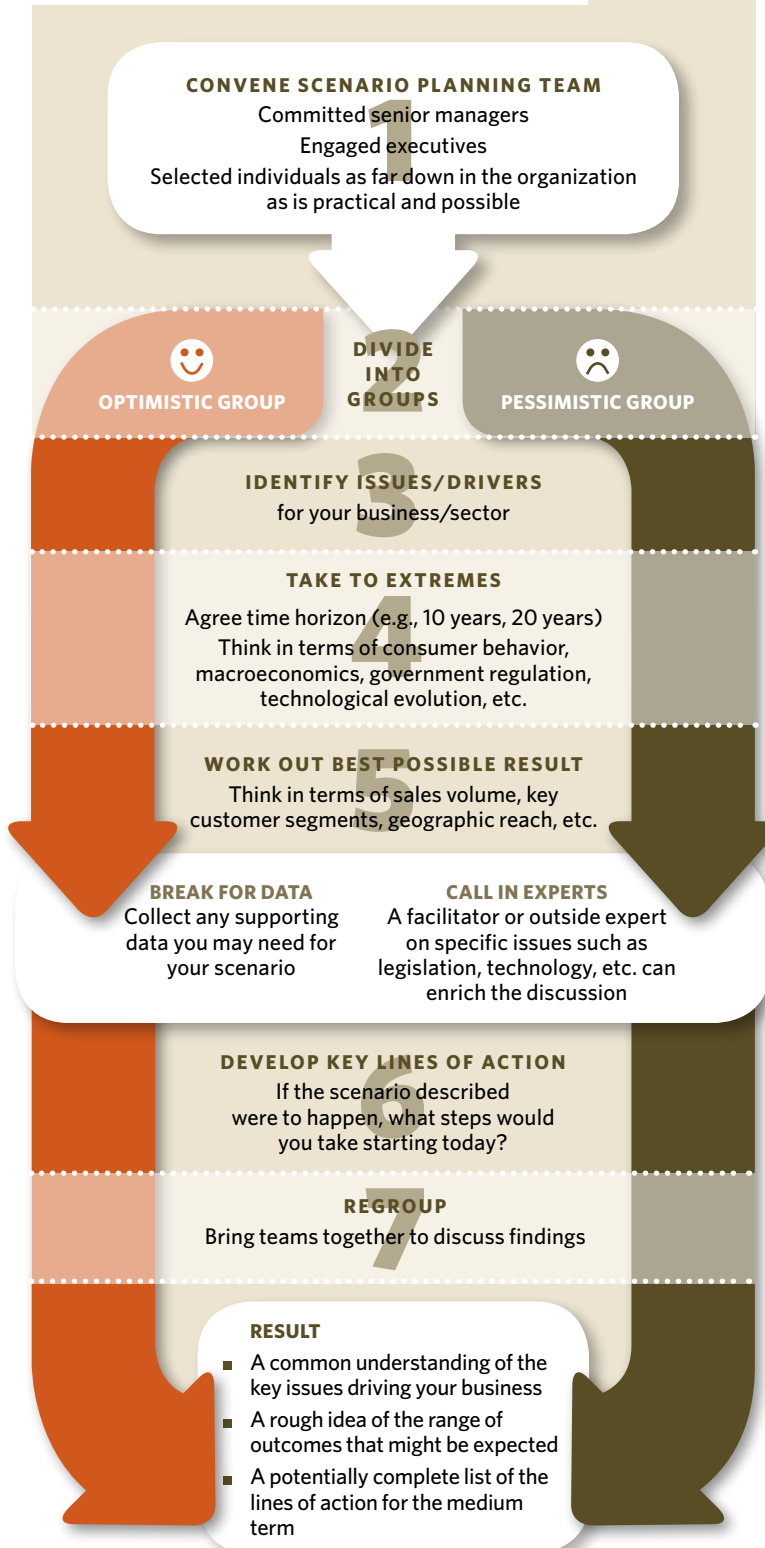 1
CONVENE SCENARIO PLANNING TEAM
Committed senior managers
Engaged executives
Selected individuals as far down in the organization
as is practical and possible
OPTIMISTIC GROUP
2
DIVIDE
INTO
GROUPS
PESSIMISTIC GROUP
3
IDENTIFY ISSUES/DRIVERS
for your business/sector
4
TAKE TO EXTREMES
Agree time horizon (e.g., 10 years, 20 years)
Think in terms of consumer behavior,
macroeconomics, government regulation,
technological evolution, etc.
5
WORK OUT BEST POSSIBLE RESULT
Think in terms of sales volume, key
customer segments, geographic reach, etc.
BREAK FOR DATA
Collect any supporting
data you may need for
your scenario
CALL IN EXPERTS
A facilitator or outside expert
on specific issues such as
legislation, technology, etc. can
enrich the discussion
6
DEVELOP KEY LINES OF ACTION
If the scenario described
were to happen, what steps would
you take starting today?
7
REGROUP
Bring teams together to discuss findings
RESULT
■ A common understanding of the
key issues driving your business
■ A rough idea of the range of
outcomes that might be expected
■ A potentially complete list of the
lines of action for the medium
term